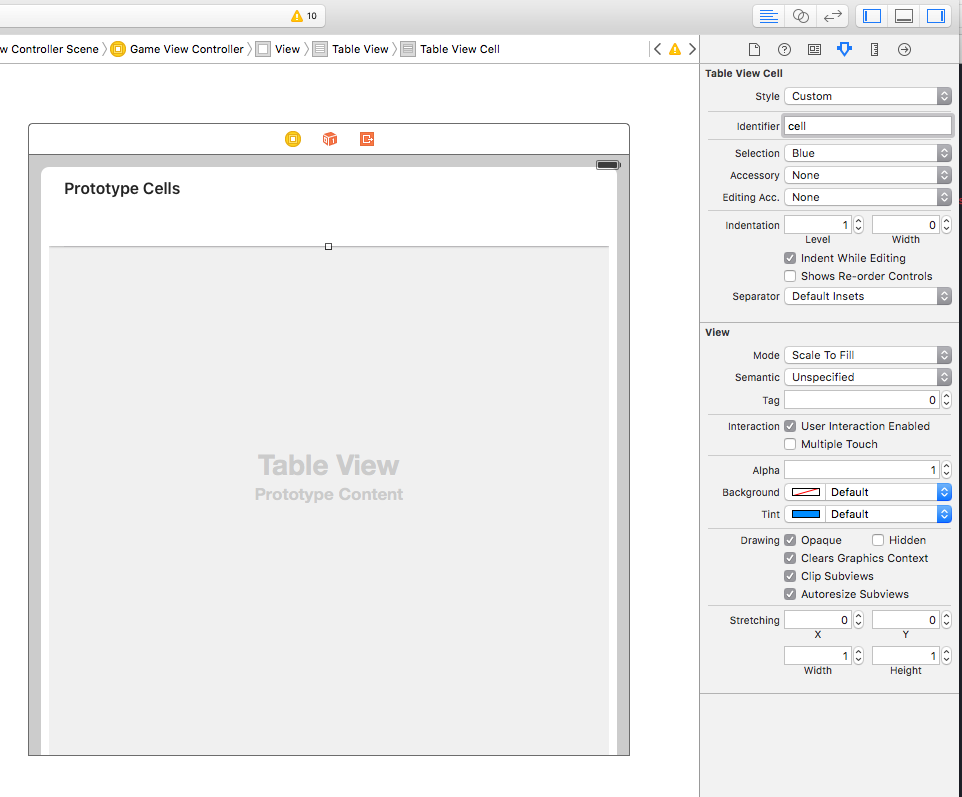 10
w Controller Scene Game View Controller View Table View Table View Cell
Prototype Cells
Table View
Prototype Content
Table View Cell
Style Custom
Identifier cell
Selection Blue
Accessory None
Editing Acc. None
Indentation 1 0
Level Width
Indent While Editing
Shows Re-order Controls
Separator Default Insets
View
Mode Scale To Fill
Semantic Unspecified
Tag 0
Interaction User Interaction Enabled
Multiple Touch
Alpha 1
Background Default
Tint Default
Drawing Opaque Hidden
Clears Graphics Context
Clip Subviews
Autoresize Subviews
Stretching 0 0
X Y
1 1
Width Height